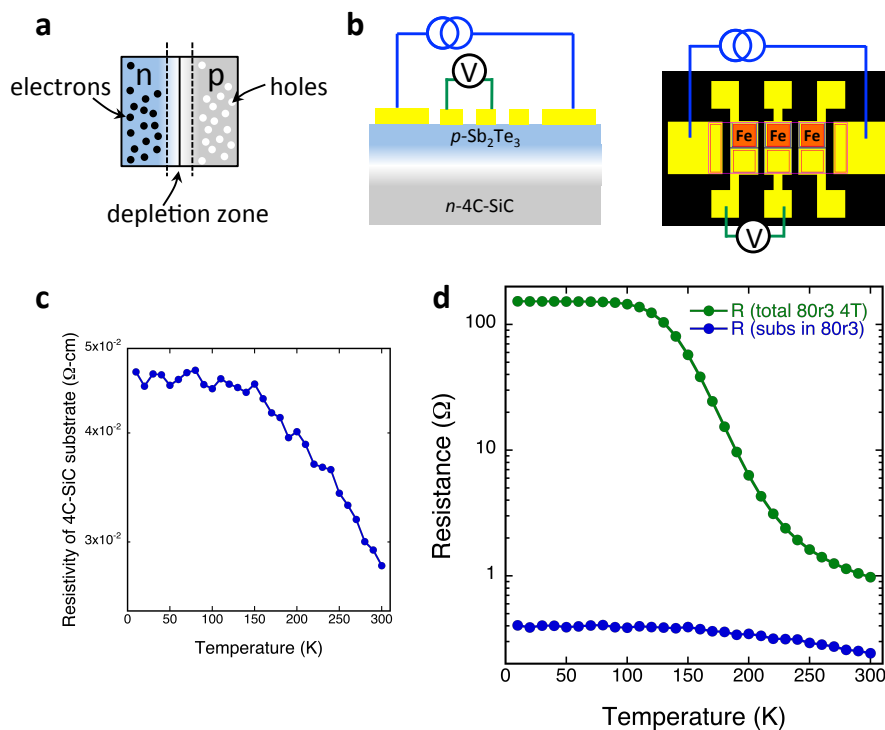 a
n
p
electrons
holes
depletion zone
b
V
p-Sb₂Te₃
n-4C-SiC
Fe Fe Fe
V
c
Resistivity of 4C-SiC substrate (Ω-cm)
5x10⁻²
4x10⁻²
3x10⁻²
0 50 100 150 200 250 300
Temperature (K)
d
R (total 80r3 4T)
R (subs in 80r3)
Resistance (Ω)
100
10
1
0 50 100 150 200 250 300
Temperature (K)